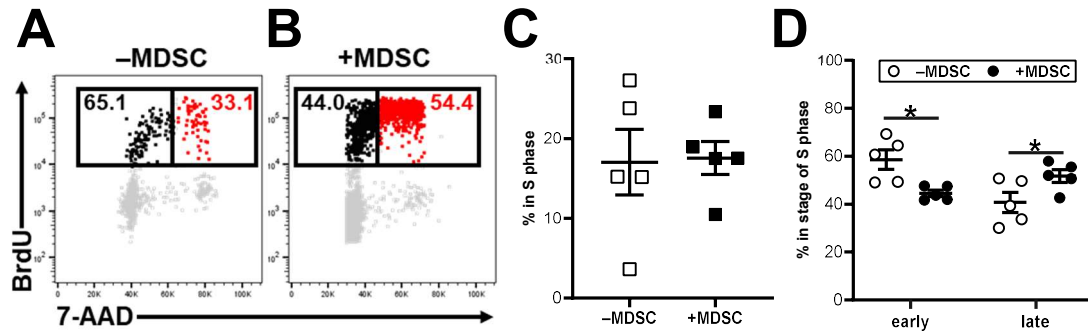 A
B
C
D
–MDSC
+MDSC
65.1
33.1
44.0
54.4
10⁵
10⁴
10³
10²
10⁵
10⁴
10³
10²
0 20K 40K 60K 80K 100K
0 20K 40K 60K 80K 100K
BrdU
7-AAD
% in S phase
30
20
10
0
–MDSC +MDSC
% in stage of S phase
100
80
60
40
20
0
–MDSC +MDSC
*
*
early late